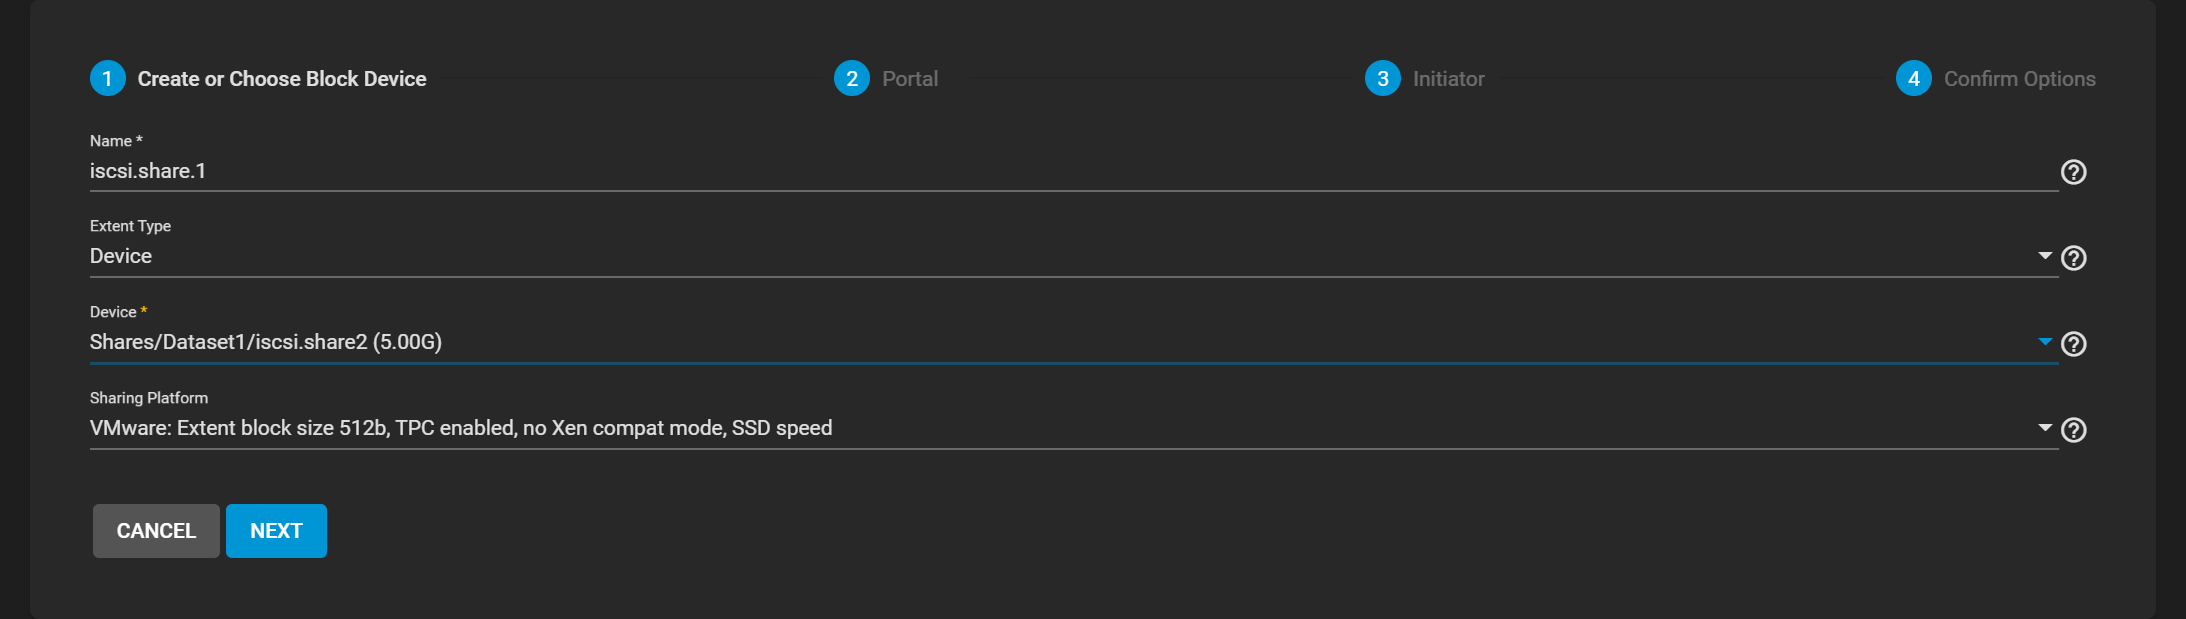 1 Create or Choose Block Device 2 Portal 3 Initiator 4 Confirm Options
Name *
iscsi.share.1
Extent Type
Device
Device *
Shares/Dataset1/iscsi.share2 (5.00G)
Sharing Platform
VMware: Extent block size 512b, TPC enabled, no Xen compat mode, SSD speed
CANCEL NEXT